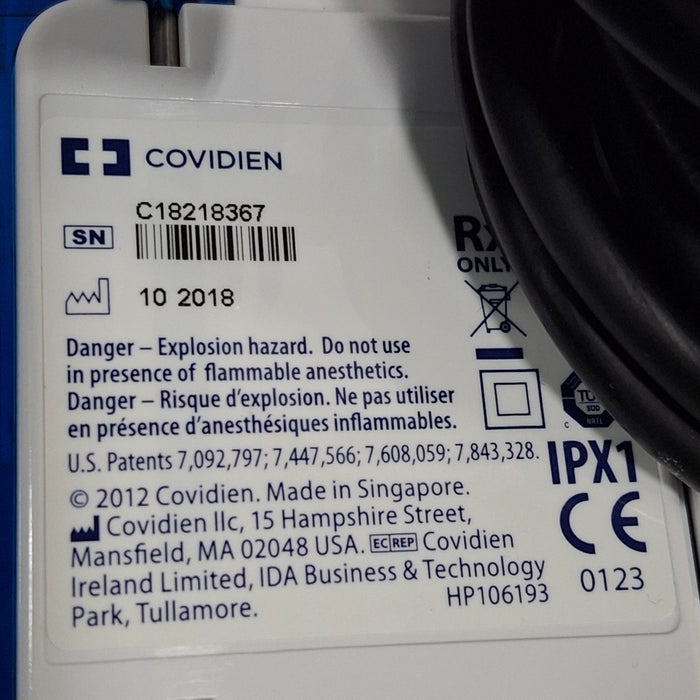 COVIDIEN
C18218367
SN
Rx
ONLY
10 2018
Danger – Explosion hazard. Do not use
in presence of flammable anesthetics.
Danger – Risque d'explosion. Ne pas utiliser
en présence d'anesthésiques inflammables.
U.S. Patents 7,092,797; 7,447,566; 7,608,059; 7,843,328.
© 2012 Covidien. Made in Singapore.
Covidien llc, 15 Hampshire Street,
Mansfield, MA 02048 USA. EC REP Covidien
Ireland Limited, IDA Business & Technology
Park, Tullamore.
HP106193
C
SUD
NRTL
IPX1
CE
0123